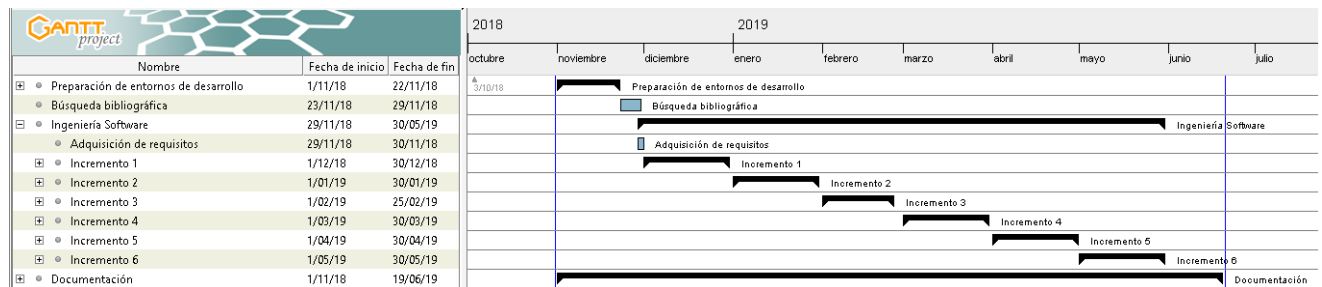 GANTT
project
Nombre Fecha de inicio Fecha de fin
Preparación de entornos de desarrollo 1/11/18 22/11/18
Búsqueda bibliográfica 23/11/18 29/11/18
Ingeniería Software 29/11/18 30/05/19
Adquisición de requisitos 29/11/18 30/11/18
Incremento 1 1/12/18 30/12/18
Incremento 2 1/01/19 30/01/19
Incremento 3 1/02/19 25/02/19
Incremento 4 1/03/19 30/03/19
Incremento 5 1/04/19 30/04/19
Incremento 6 1/05/19 30/05/19
Documentación 1/11/18 19/06/19
2018 2019
octubre noviembre diciembre enero febrero marzo abril mayo junio julio
3/10/18 Preparación de entornos de desarrollo
Búsqueda bibliográfica
Ingeniería Software
Adquisición de requisitos
Incremento 1
Incremento 2
Incremento 3
Incremento 4
Incremento 5
Incremento 6
Documentación